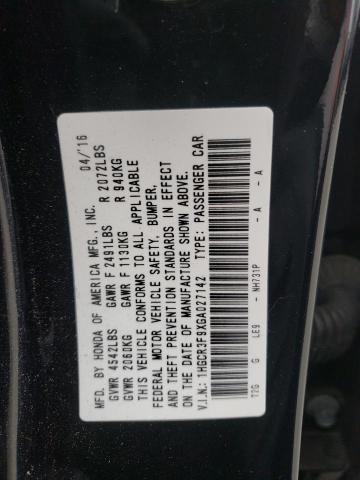 MFD. BY HONDA OF AMERICA MFG., INC. 04/'16
GVWR 4542LBS GAWR F 2491LBS R 2072LBS
GVWR 2060KG GAWR F 1130KG R 940KG
THIS VEHICLE CONFORMS TO ALL APPLICABLE
FEDERAL MOTOR VEHICLE SAFETY, BUMPER,
AND THEFT PREVENTION STANDARDS IN EFFECT
ON THE DATE OF MANUFACTURE SHOWN ABOVE.
V.I.N.: 1HGCR3F9XGA027142 TYPE: PASSENGER CAR
T2G G LE9 - NH731P - A - A